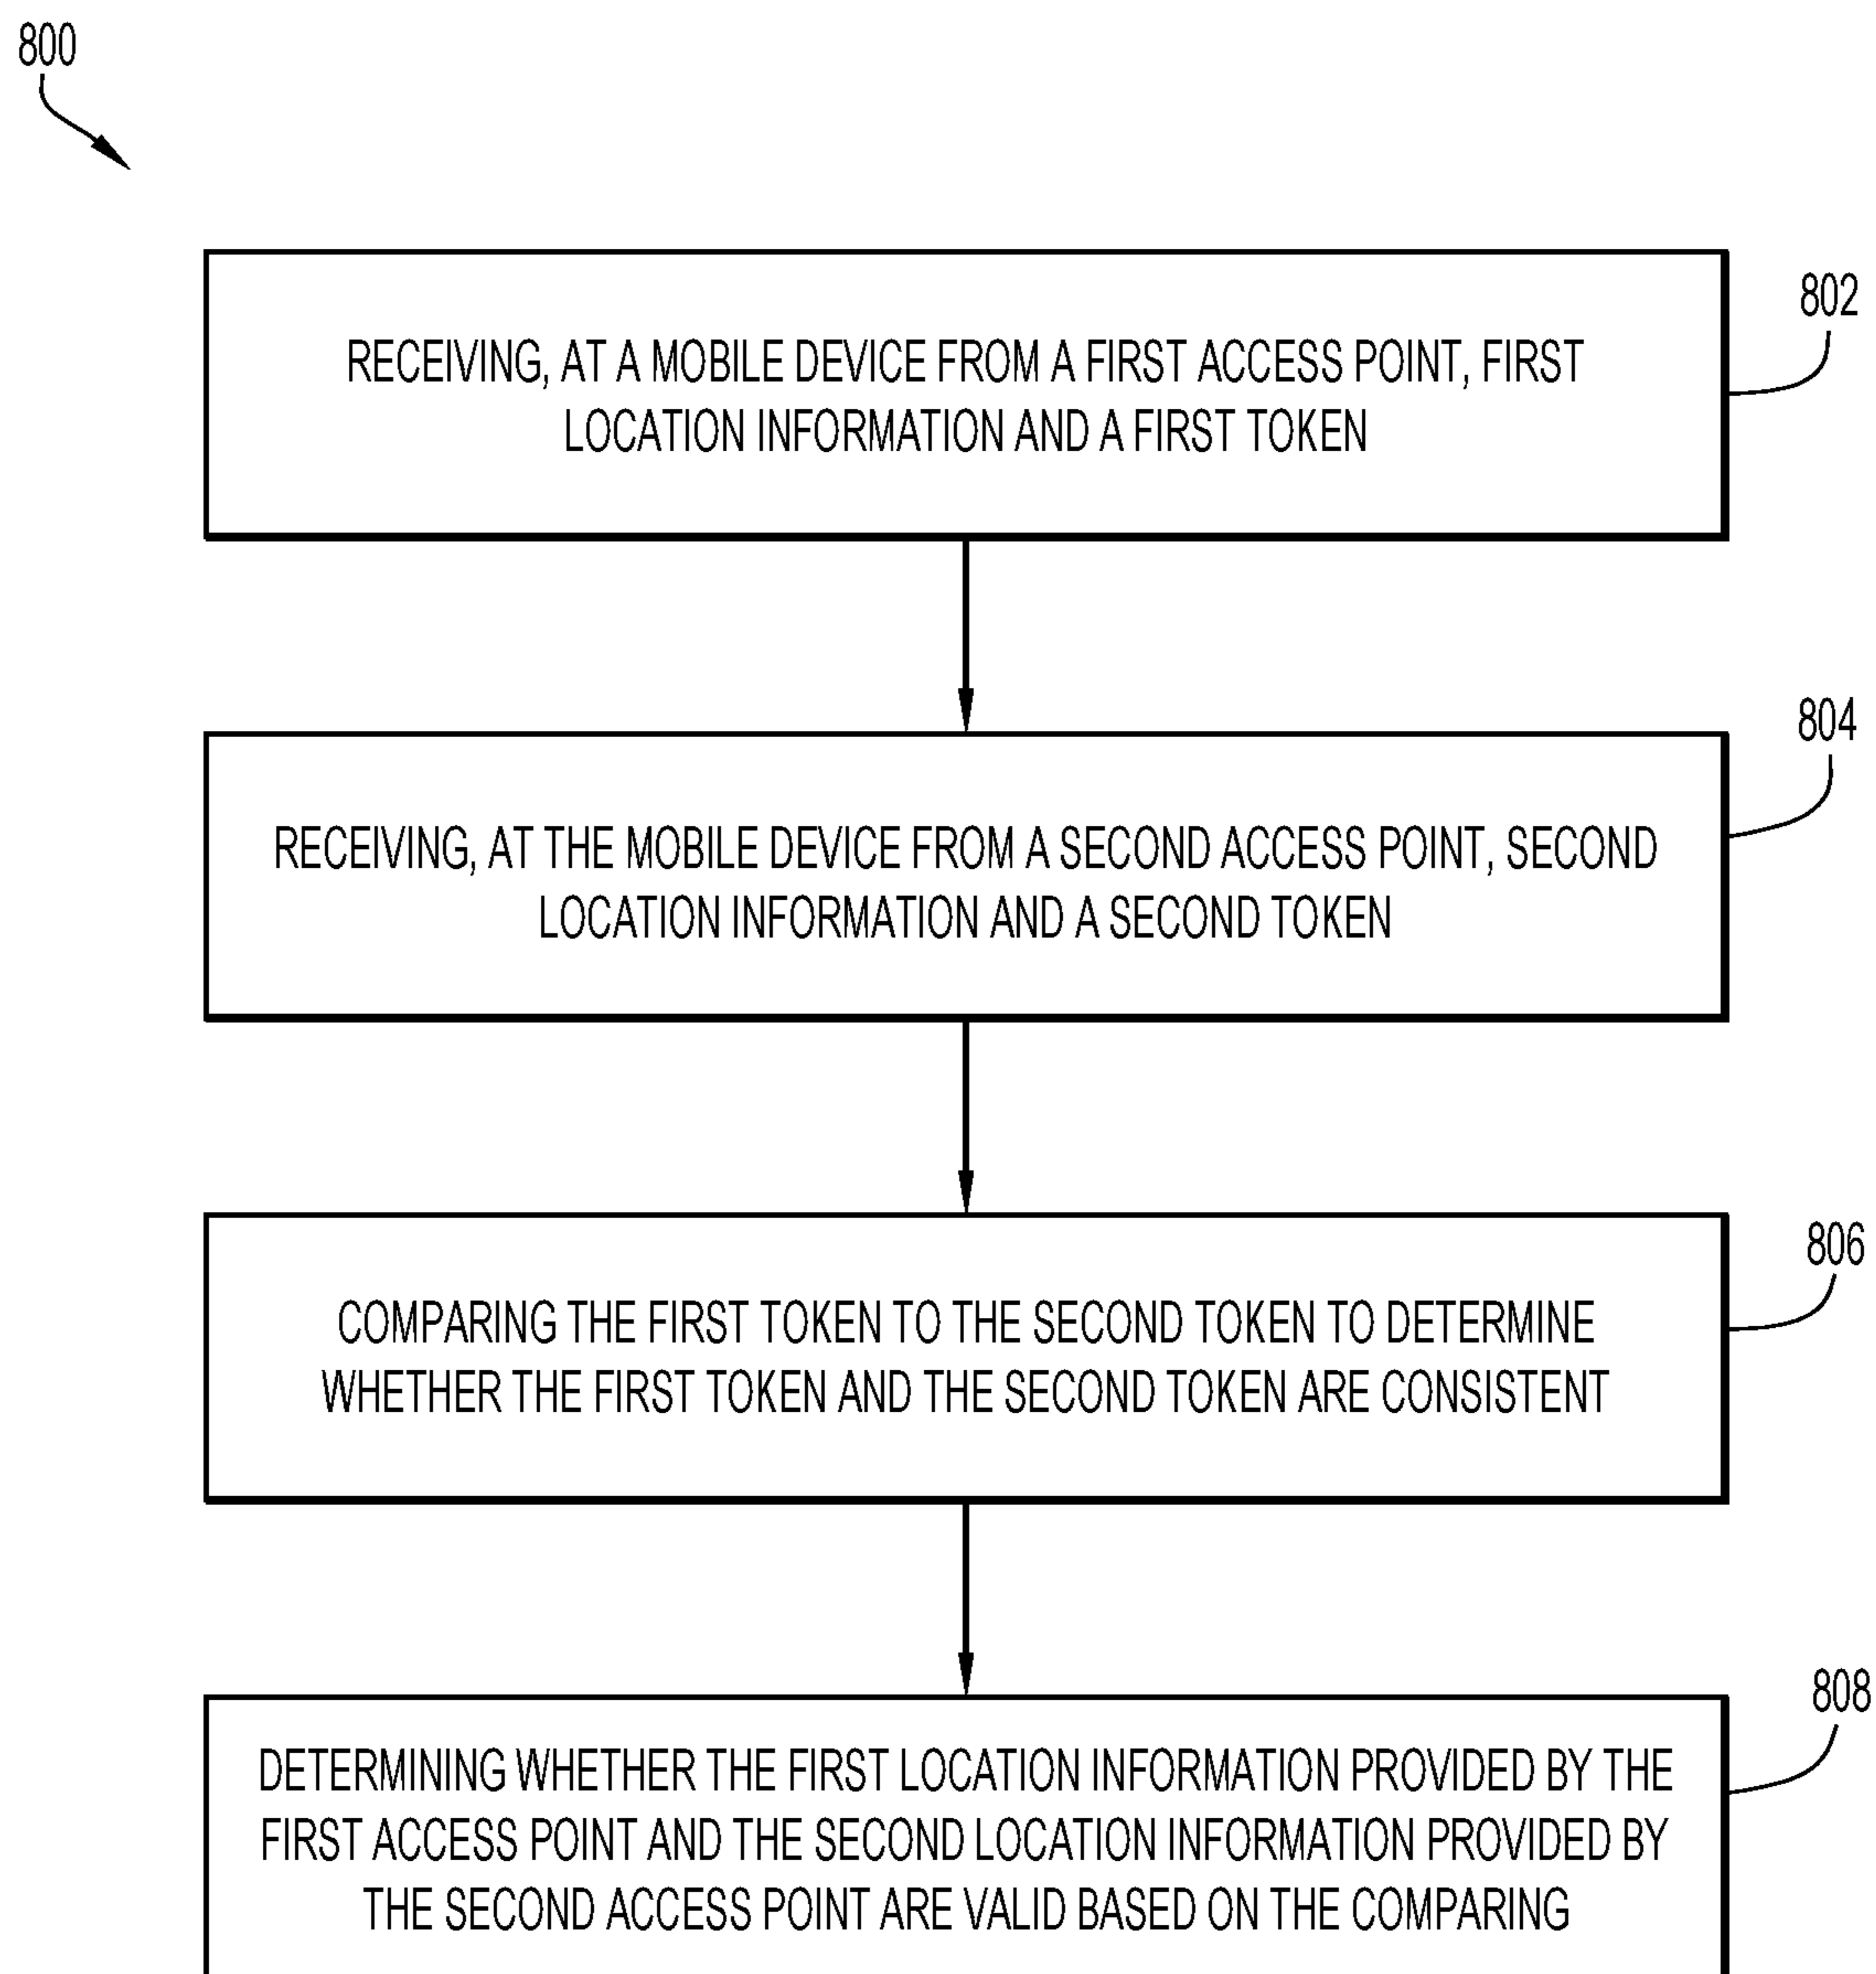 800
802
RECEIVING, AT A MOBILE DEVICE FROM A FIRST ACCESS POINT, FIRST
LOCATION INFORMATION AND A FIRST TOKEN
804
RECEIVING, AT THE MOBILE DEVICE FROM A SECOND ACCESS POINT, SECOND
LOCATION INFORMATION AND A SECOND TOKEN
806
COMPARING THE FIRST TOKEN TO THE SECOND TOKEN TO DETERMINE
WHETHER THE FIRST TOKEN AND THE SECOND TOKEN ARE CONSISTENT
808
DETERMINING WHETHER THE FIRST LOCATION INFORMATION PROVIDED BY THE
FIRST ACCESS POINT AND THE SECOND LOCATION INFORMATION PROVIDED BY
THE SECOND ACCESS POINT ARE VALID BASED ON THE COMPARING